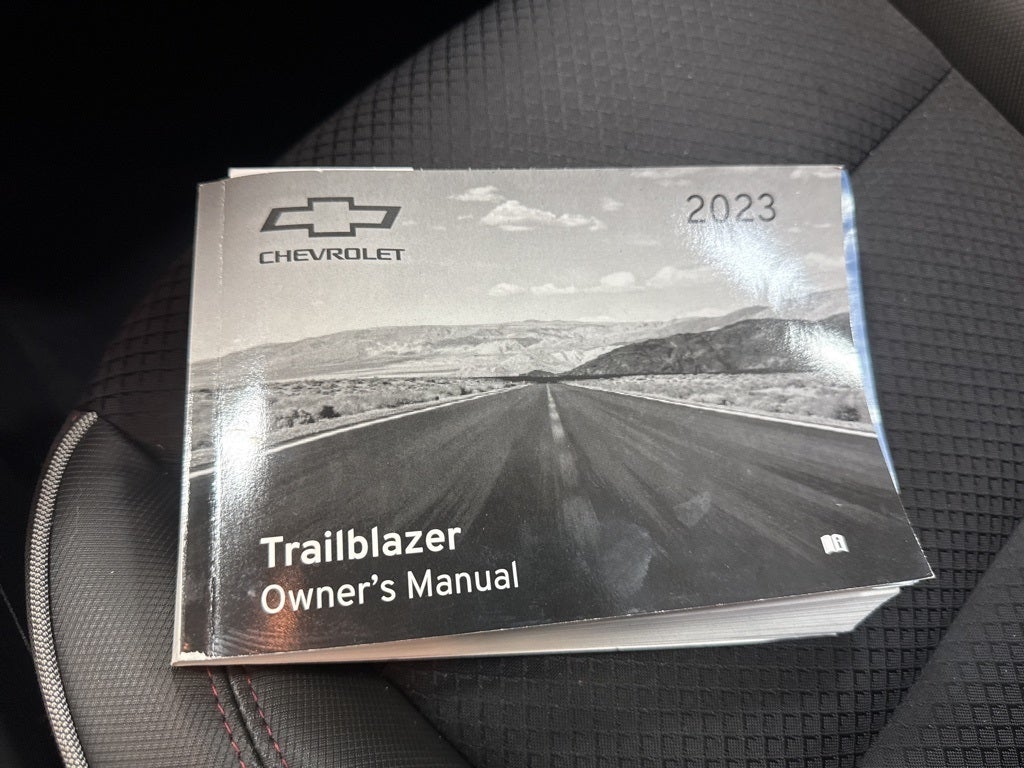 2023
CHEVROLET
Trailblazer
Owner's Manual